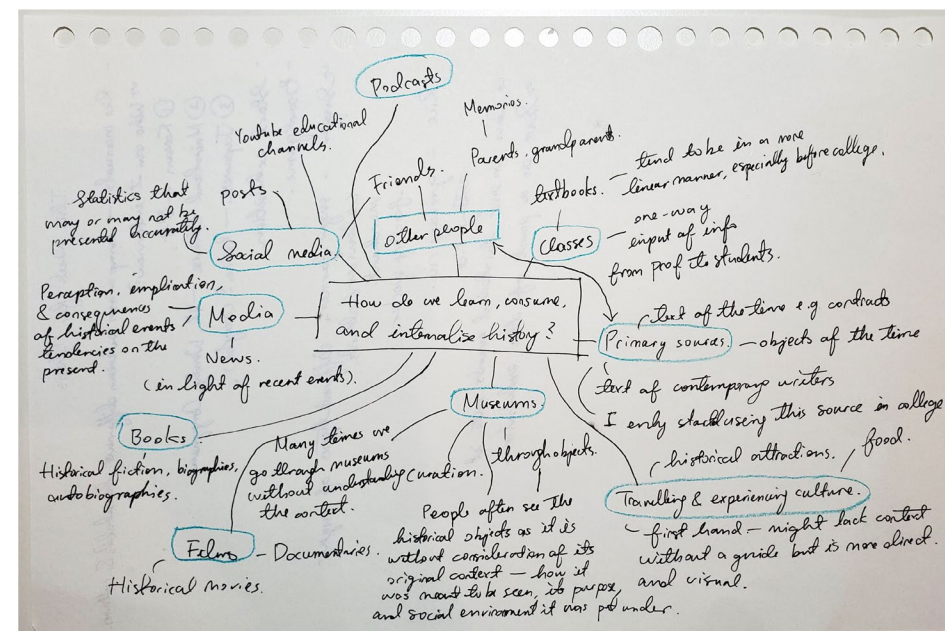 Podcasts
Memories.
Youtube educational
channels.
Parents, grandparents.
Friends.
textbooks. - tend to be in a more
linear manner, especially before college.
Statistics that
may or may not be
presented accurately.
posts
Social media
other people
Classes
one-way
input of info
from prof to students.
Perception, implication,
& consequences
of historical events
tendencies on the
present.
Media
News.
(in light of recent events).
How do we learn, consume,
and internalise history?
text of the time e.g contracts
Primary sources
objects of the time
text of contemporary writers
I only started using this source in college
Museums.
Books
Historical fiction, biographies,
autobiographies.
Many times we
go through museums
without understanding
the context.
Curation.
through objects.
People often see the
historical objects as it is
without consideration of its
original context - how it
was meant to be seen, its purpose,
and social environment it was put under.
historical attractions.
food.
Travelling & experiencing culture.
first hand - might lack context
without a guide but is more direct.
and visual.
Films
- Documentaries.
Historical movies.